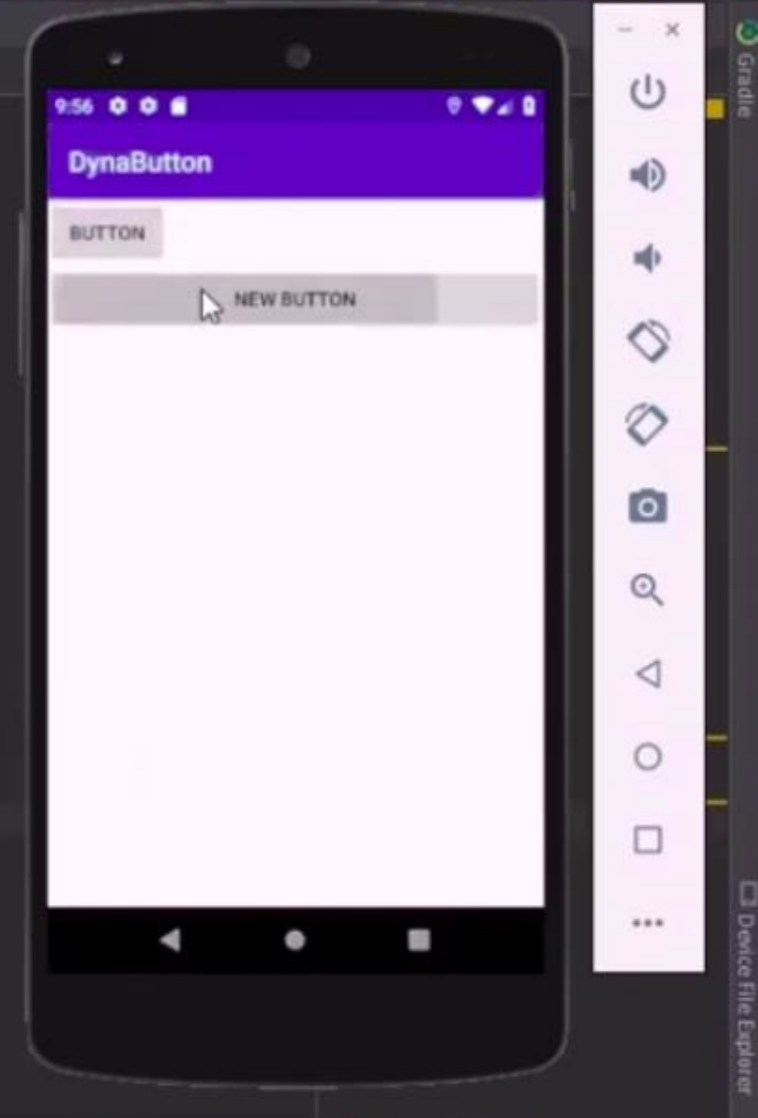 9:56
DynaButton
BUTTON
NEW BUTTON
Gradle
Device File Explorer